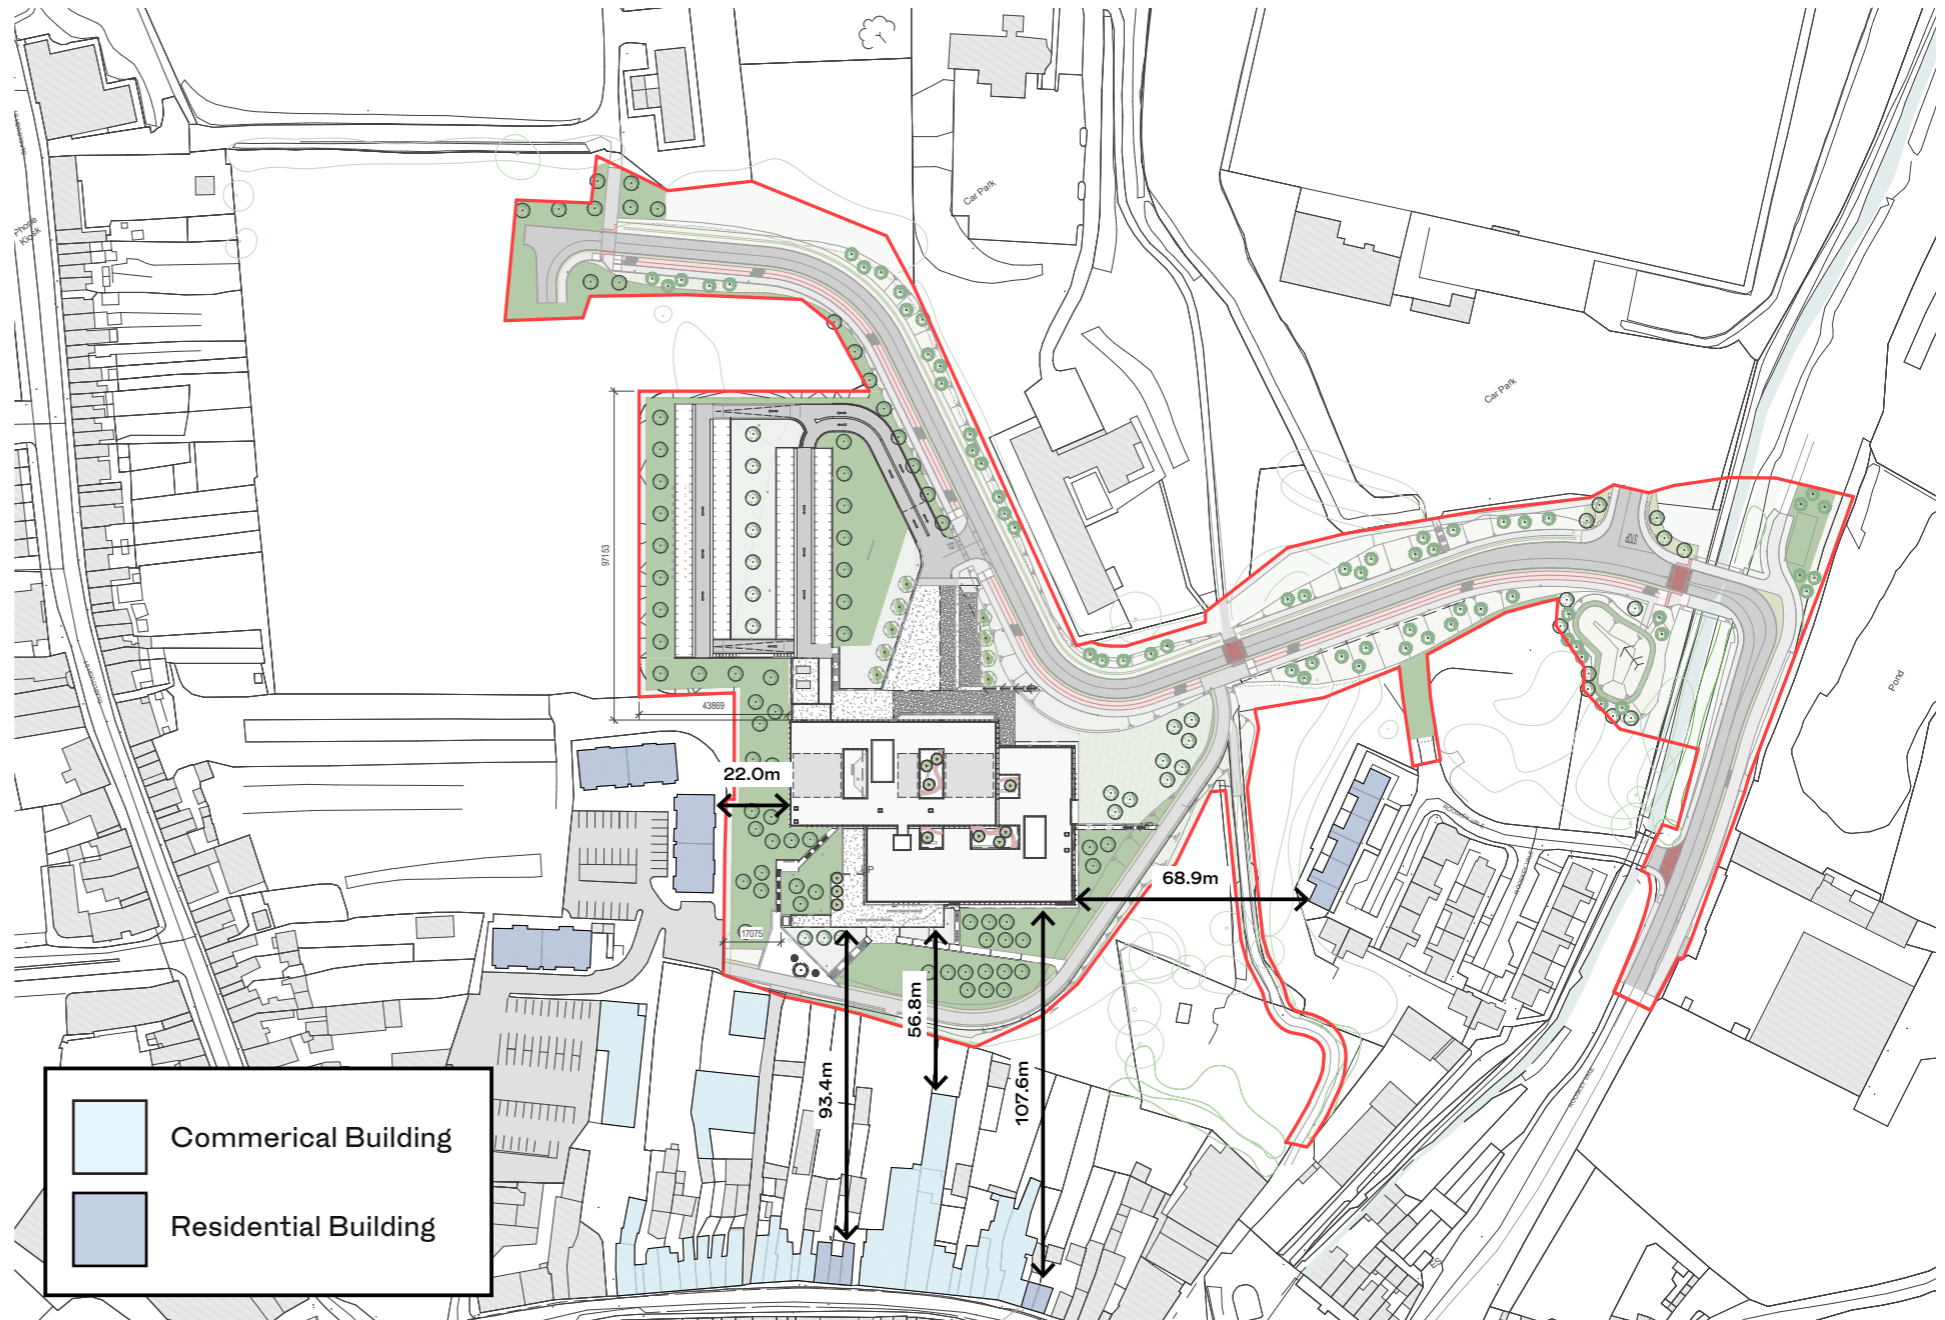 Phone
Kiosk
Car Park
Car Park
Pond
STOP
97153
43869
22.0m
17075
68.9m
56.8m
93.4m
107.6m
Commerical Building
Residential Building